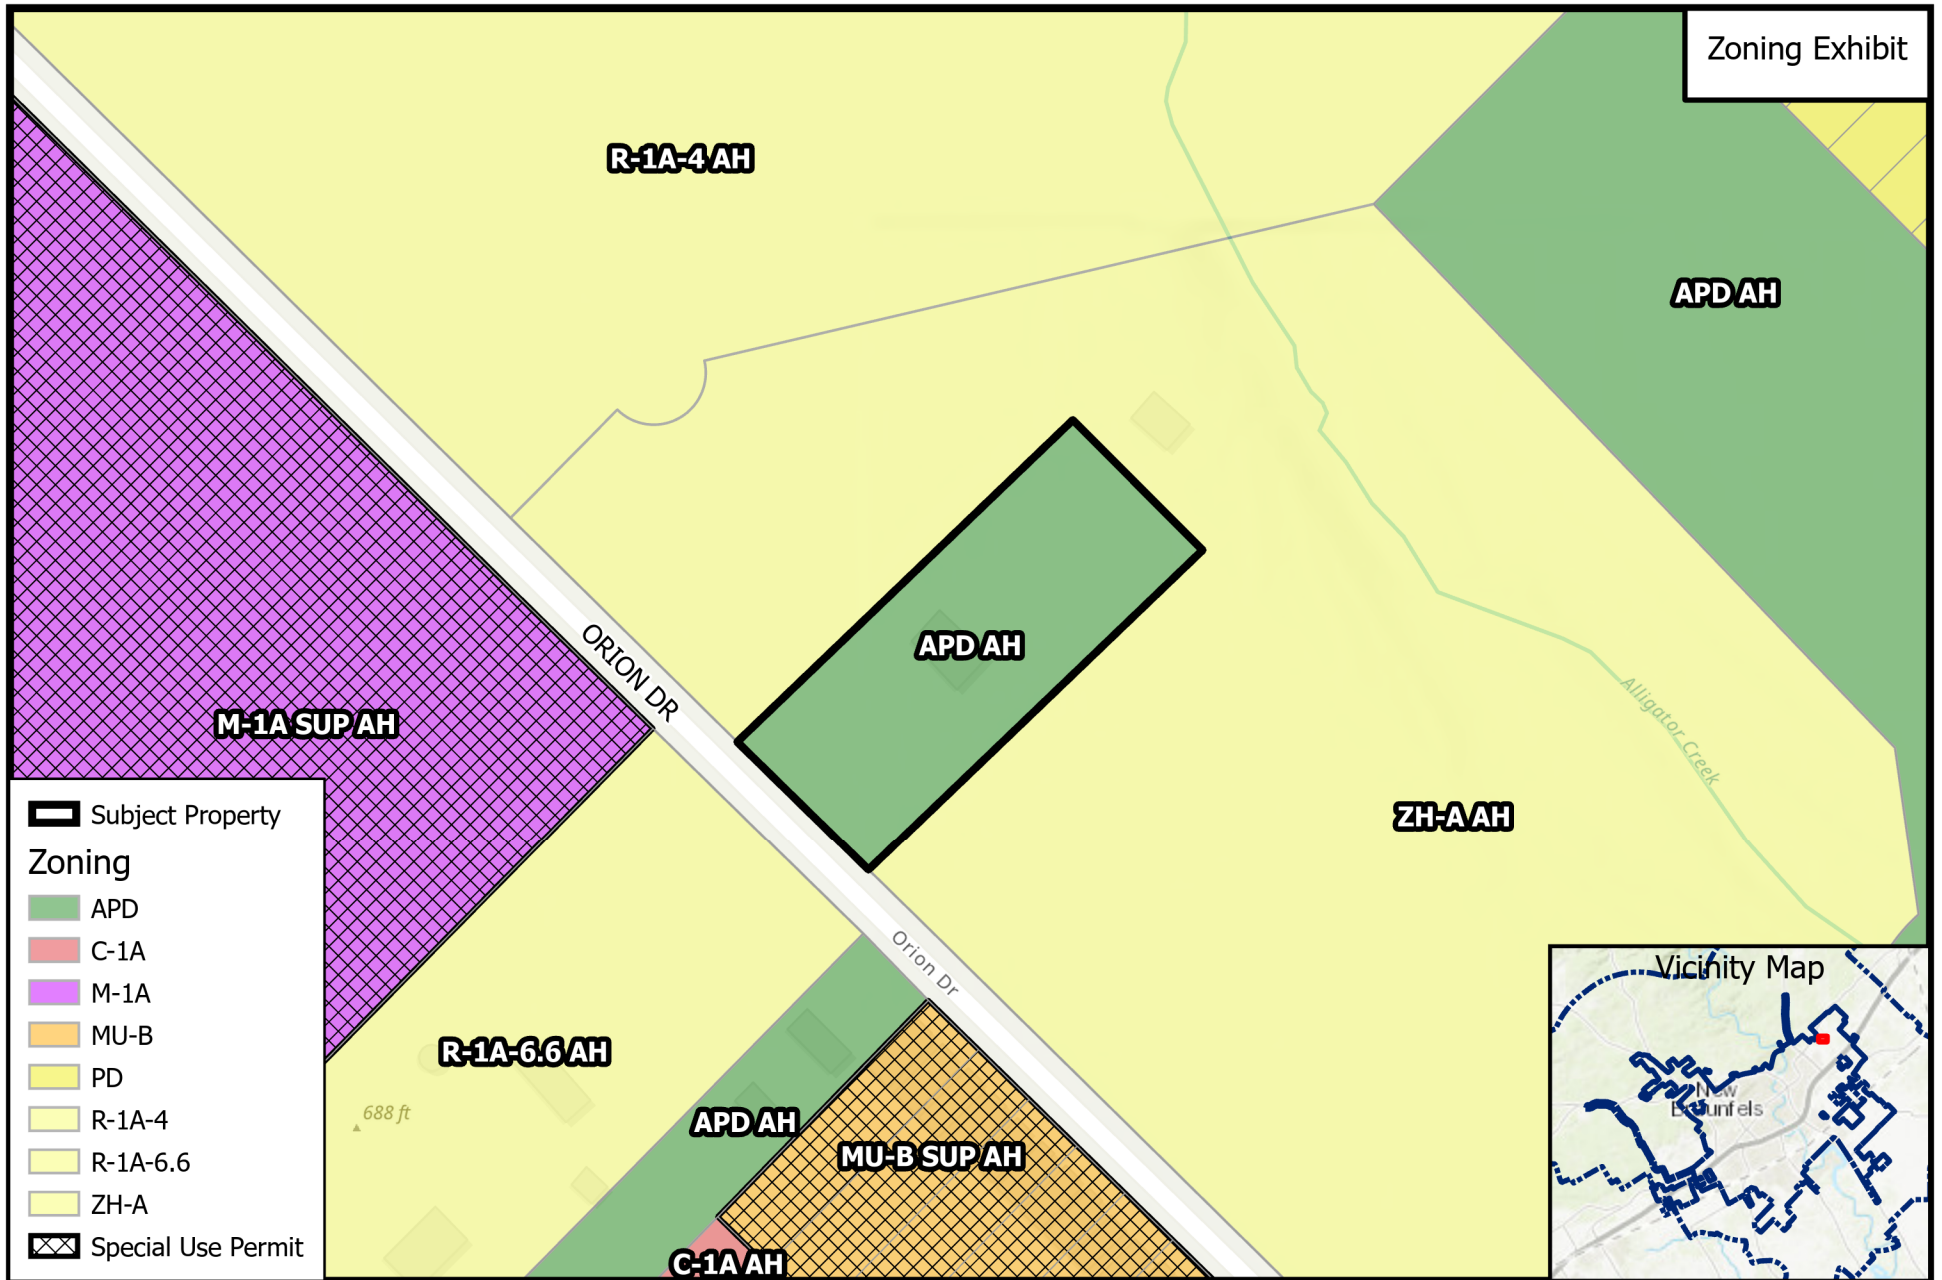 Zoning Exhibit
R-1A-4 AH
APD AH
ORION DR
APD AH
M-1A SUP AH
Alligator Creek
ZH-A AH
Orion Dr
R-1A-6.6 AH
688 ft
APD AH
MU-B SUP AH
C-1A AH
Subject Property
Zoning
APD
C-1A
M-1A
MU-B
PD
R-1A-4
R-1A-6.6
ZH-A
Special Use Permit
Vicinity Map
New
Braunfels